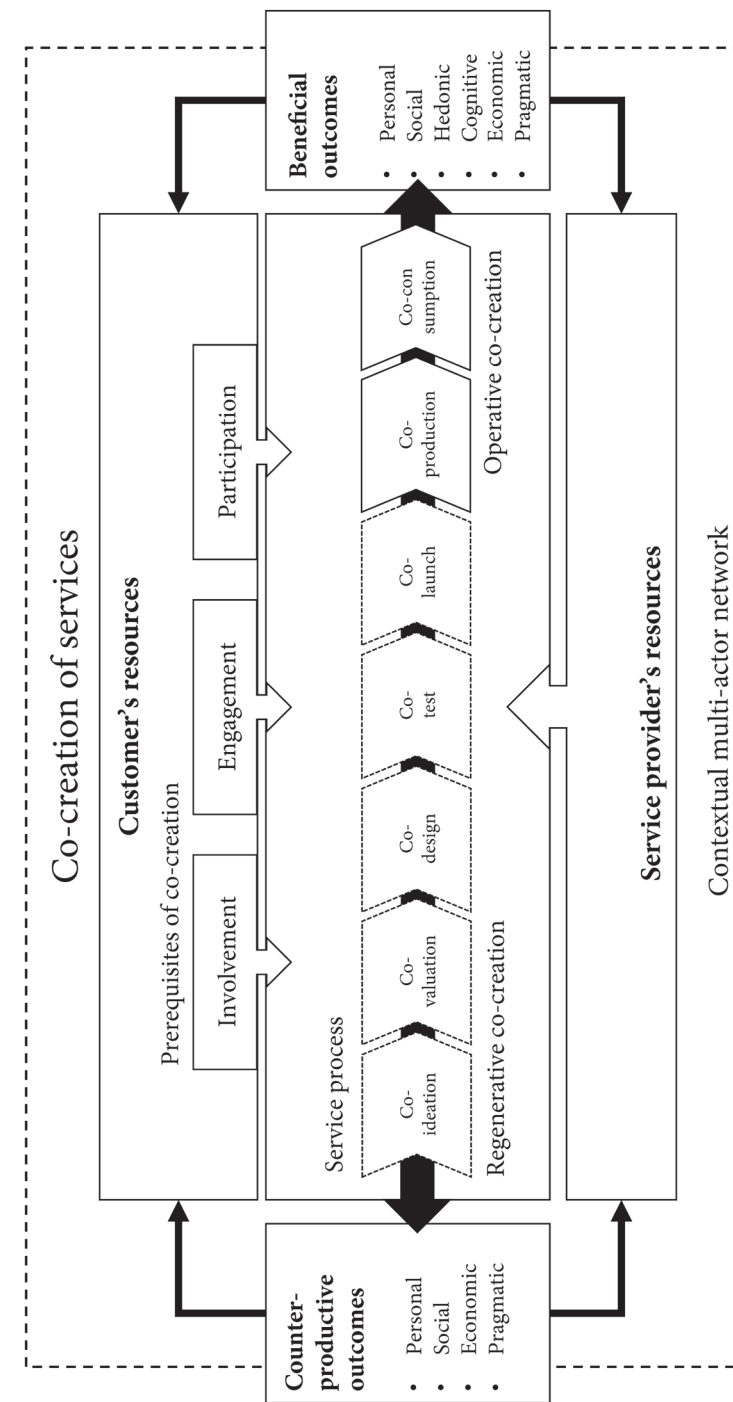 Co-creation of services
Customer’s resources
Prerequisites of co-creation
Involvement
Engagement
Participation
Counter-
productive
outcomes
• Personal
• Social
• Economic
• Pragmatic
Service process
Co-
ideation
Co-
valuation
Co-
design
Co-
test
Co-
launch
Co-
production
Co-con
sumption
Regenerative co-creation
Operative co-creation
Beneficial
outcomes
• Personal
• Social
• Hedonic
• Cognitive
• Economic
• Pragmatic
Service provider’s resources
Contextual multi-actor network